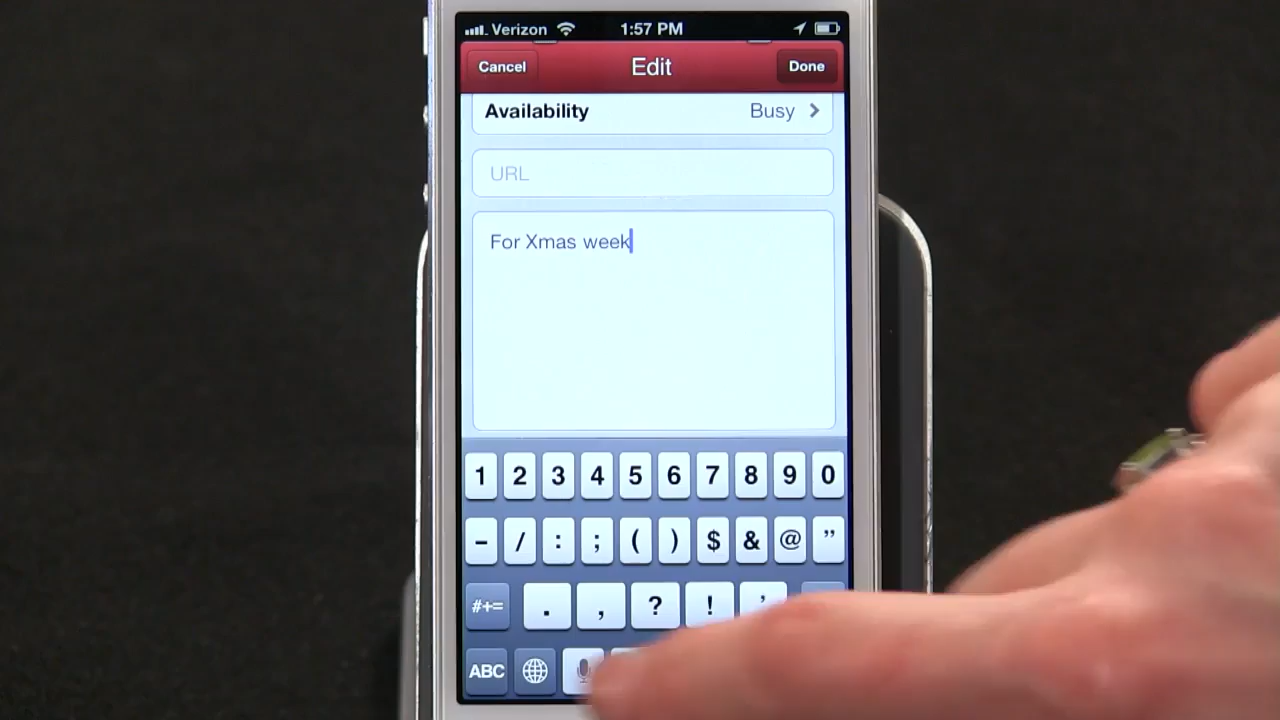 Verizon 1:57 PM
Cancel Edit Done
Availability Busy
URL
For Xmas week
1 2 3 4 5 6 7 8 9 0
- / : ; ( ) $ & @ "
#+= . , ? ! '
ABC